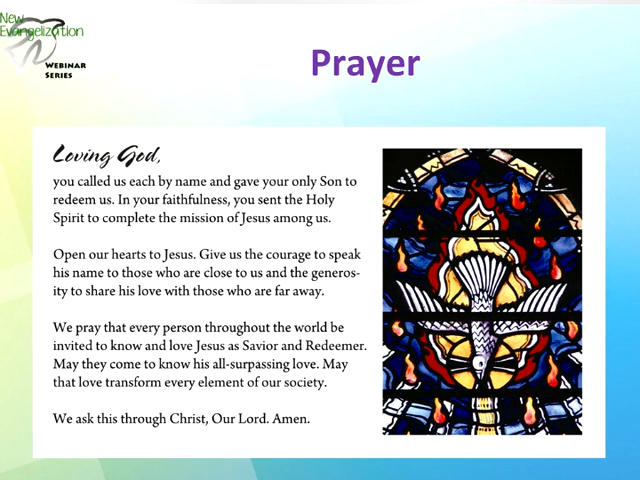 New
Evangelization
WEBINAR
SERIES
Prayer
Loving God,
you called us each by name and gave your only Son to
redeem us. In your faithfulness, you sent the Holy
Spirit to complete the mission of Jesus among us.
Open our hearts to Jesus. Give us the courage to speak
his name to those who are close to us and the generos-
ity to share his love with those who are far away.
We pray that every person throughout the world be
invited to know and love Jesus as Savior and Redeemer.
May they come to know his all-surpassing love. May
that love transform every element of our society.
We ask this through Christ, Our Lord. Amen.